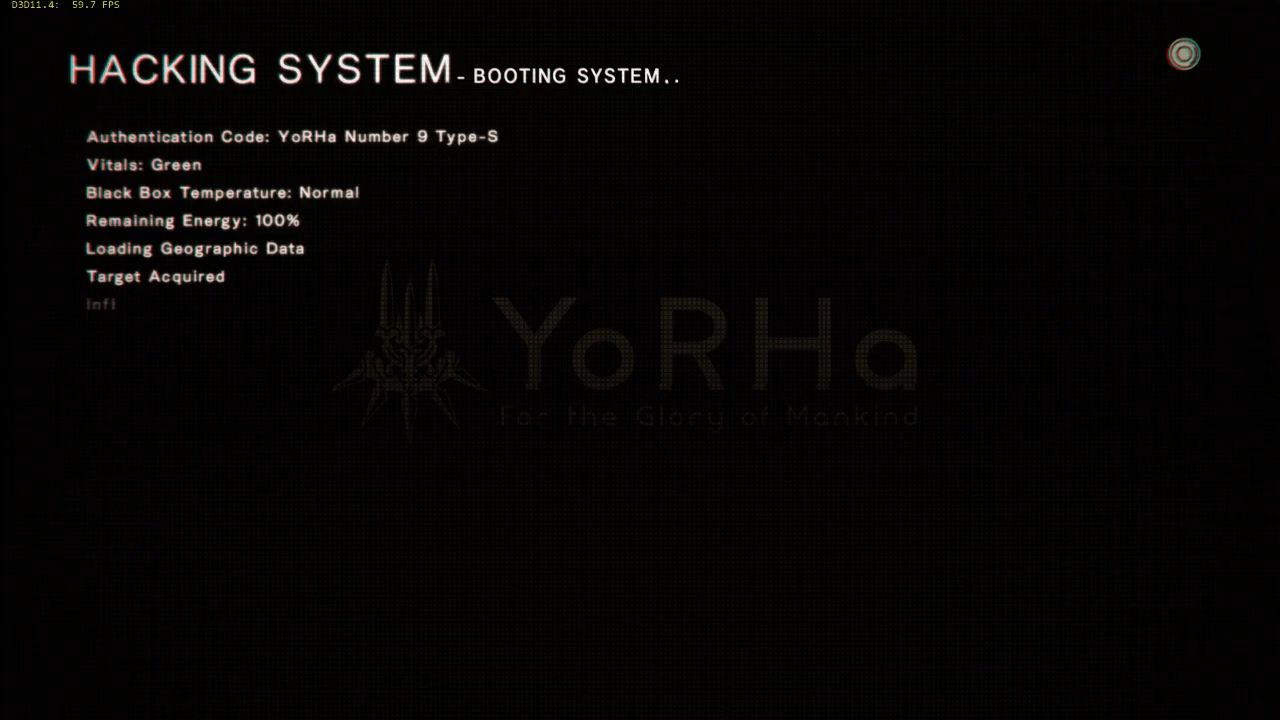 D3D11.4: 59.7 FPS
HACKING SYSTEM - BOOTING SYSTEM..
Authentication Code: YoRHa Number 9 Type-S
Vitals: Green
Black Box Temperature: Normal
Remaining Energy: 100%
Loading Geographic Data
Target Acquired
Infl
YoRHa
For the Glory of Mankind